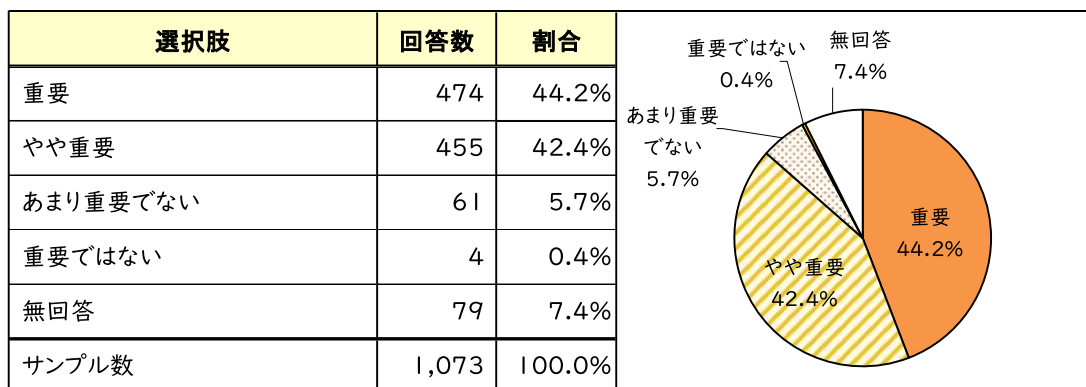 選択肢 回答数 割合
重要 474 44.2%
やや重要 455 42.4%
あまり重要でない 61 5.7%
重要ではない 4 0.4%
無回答 79 7.4%
サンプル数 1,073 100.0%
重要ではない
0.4%
無回答
7.4%
あまり重要
でない
5.7%
重要
44.2%
やや重要
42.4%